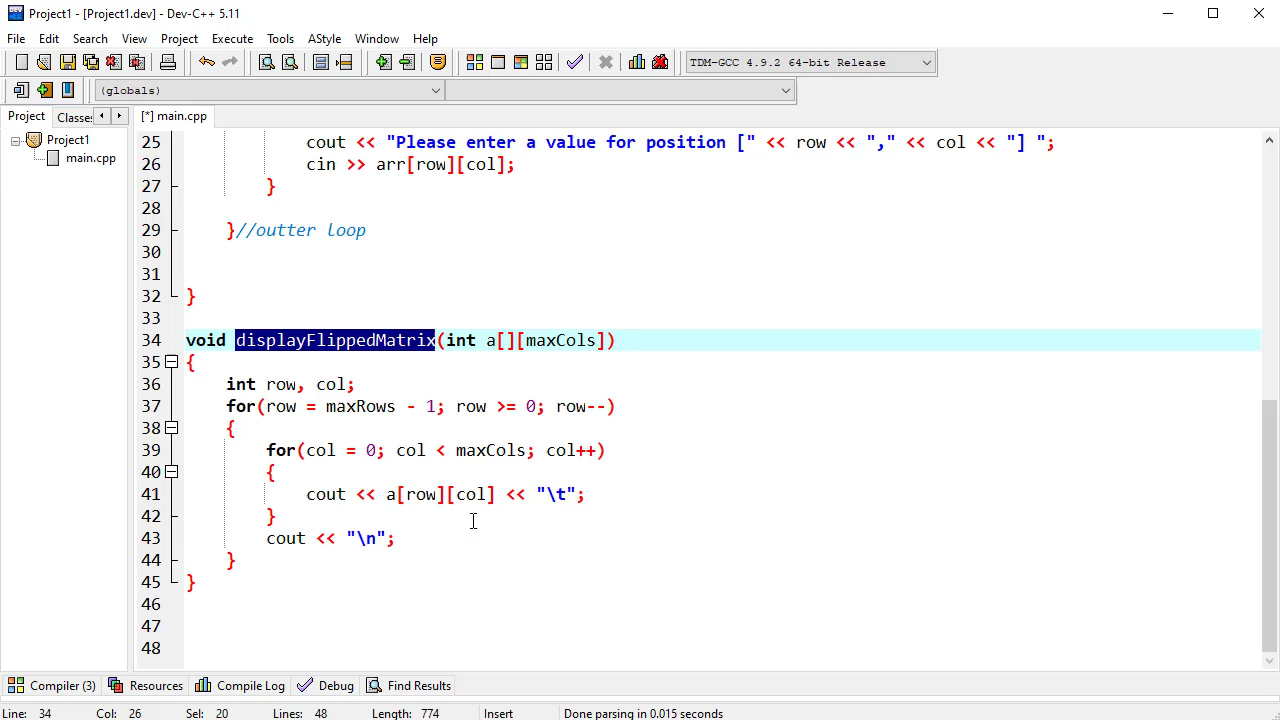 Project1 - [Project1.dev] - Dev-C++ 5.11
File Edit Search View Project Execute Tools AStyle Window Help
TDM-GCC 4.9.2 64-bit Release
(globals)
Project Classes [*] main.cpp
Project1
main.cpp
25 cout << "Please enter a value for position [" << row << "," << col << "] ";
26 cin >> arr[row][col];
27 }
28
29 }//outter loop
30
31
32 }
33
34 void displayFlippedMatrix(int a[][maxCols])
35 {
36 int row, col;
37 for(row = maxRows - 1; row >= 0; row--)
38 {
39 for(col = 0; col < maxCols; col++)
40 {
41 cout << a[row][col] << "\t";
42 }
43 cout << "\n";
44 }
45 }
46
47
48
Compiler (3) Resources Compile Log Debug Find Results
Line: 34 Col: 26 Sel: 20 Lines: 48 Length: 774 Insert Done parsing in 0.015 seconds